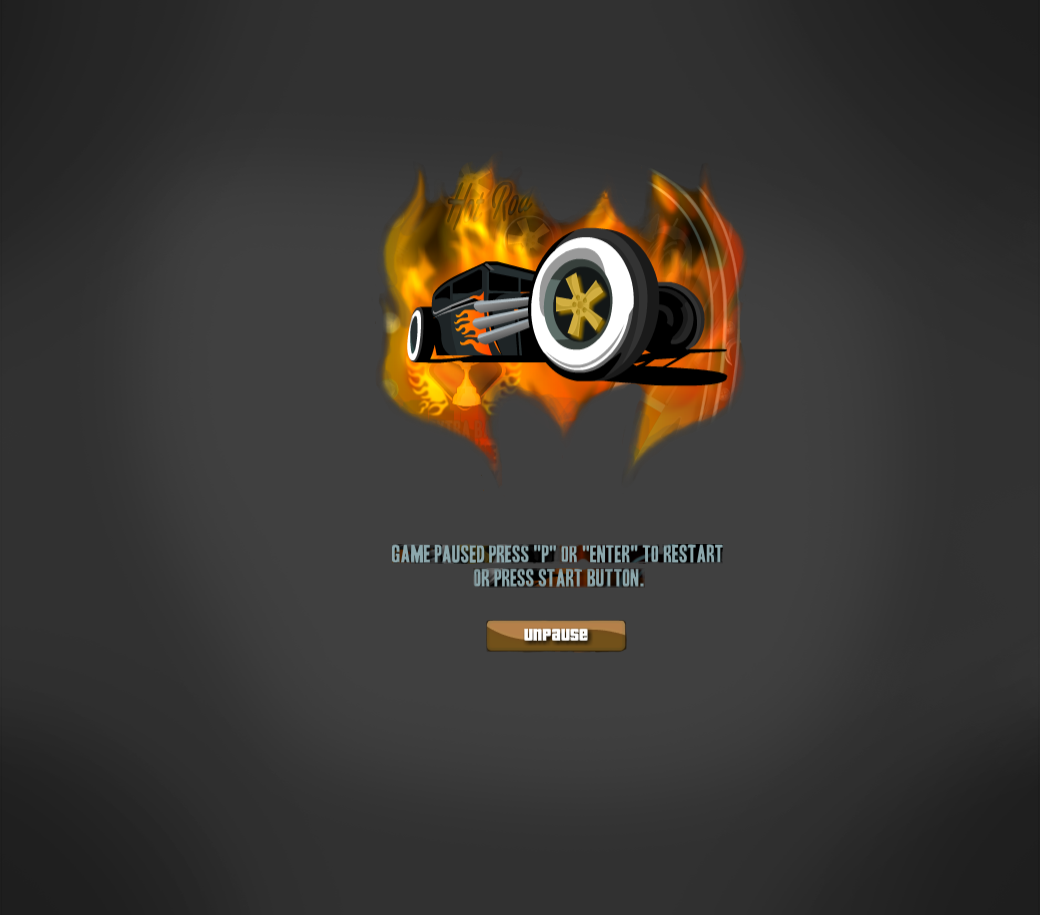 Hot Rod
GAME PAUSED PRESS "P" OR "ENTER" TO RESTART
OR PRESS START BUTTON.
UNPAUSE